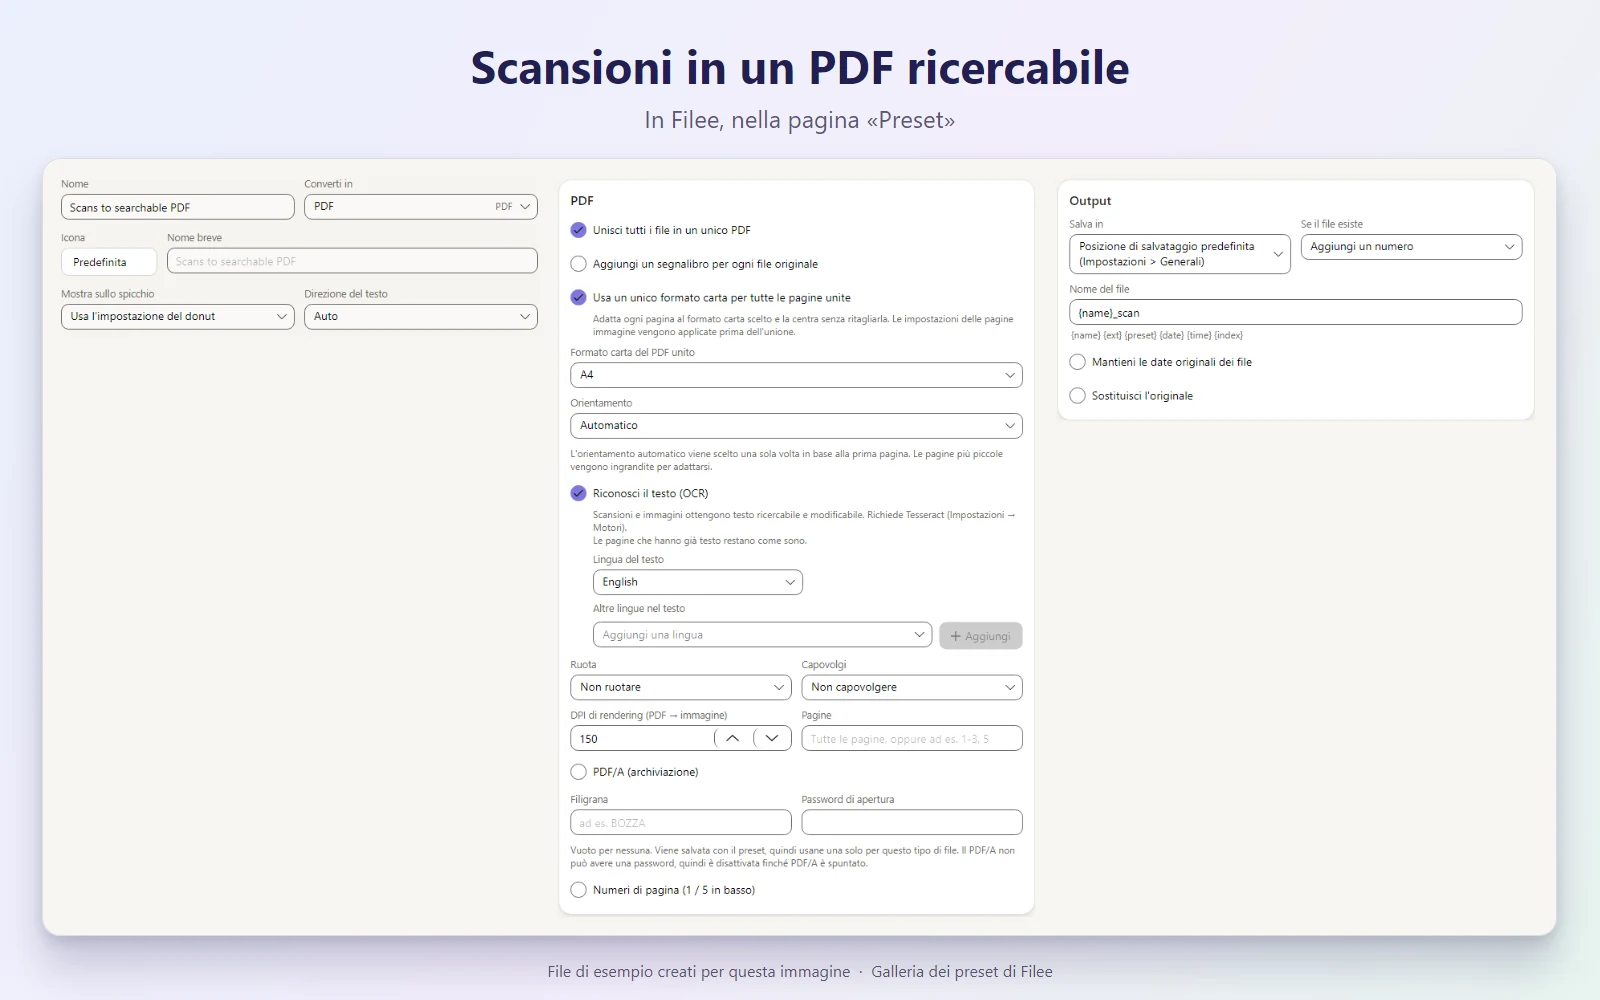 Scansioni in un PDF ricercabile
In Filee, nella pagina «Preset»
Nome
Scans to searchable PDF
Converti in
PDF
PDF
Icona
Predefinita
Nome breve
Scans to searchable PDF
Mostra sullo spicchio
Usa l'impostazione del donut
Direzione del testo
Auto
PDF
Unisci tutti i file in un unico PDF
Aggiungi un segnalibro per ogni file originale
Usa un unico formato carta per tutte le pagine unite
Adatta ogni pagina al formato carta scelto e la centra senza ritagliarla. Le impostazioni delle pagine
immagine vengono applicate prima dell'unione.
Formato carta del PDF unito
A4
Orientamento
Automatico
L'orientamento automatico viene scelto una sola volta in base alla prima pagina. Le pagine più piccole
vengono ingrandite per adattarsi.
Riconosci il testo (OCR)
Scansioni e immagini ottengono testo ricercabile e modificabile. Richiede Tesseract (Impostazioni →
Motori).
Le pagine che hanno già testo restano come sono.
Lingua del testo
English
Altre lingue nel testo
Aggiungi una lingua
+ Aggiungi
Ruota
Non ruotare
Capovolgi
Non capovolgere
DPI di rendering (PDF → immagine)
150
Pagine
Tutte le pagine, oppure ad es. 1-3, 5
PDF/A (archiviazione)
Filigrana
ad es. BOZZA
Password di apertura
Vuoto per nessuna. Viene salvata con il preset, quindi usane una solo per questo tipo di file. Il PDF/A non
può avere una password, quindi è disattivata finché PDF/A è spuntato.
Numeri di pagina (1 / 5 in basso)
Output
Salva in
Posizione di salvataggio predefinita
(Impostazioni > Generali)
Se il file esiste
Aggiungi un numero
Nome del file
{name}_scan
{name} {ext} {preset} {date} {time} {index}
Mantieni le date originali dei file
Sostituisci l'originale
File di esempio creati per questa immagine · Galleria dei preset di Filee